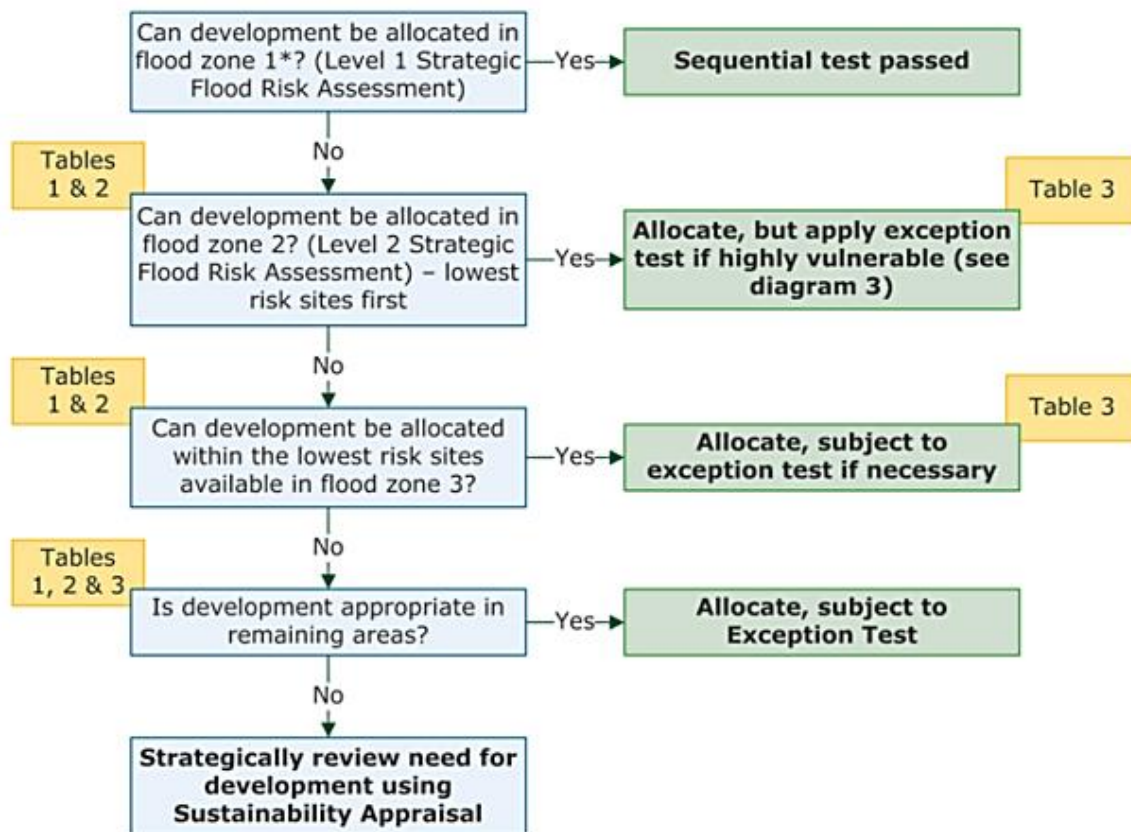 Can development be allocated in
flood zone 1*? (Level 1 Strategic
Flood Risk Assessment)
Yes
Sequential test passed
No
Tables
1 & 2
Can development be allocated in
flood zone 2? (Level 2 Strategic
Flood Risk Assessment) – lowest
risk sites first
Yes
Allocate, but apply exception
test if highly vulnerable (see
diagram 3)
Table 3
No
Tables
1 & 2
Can development be allocated
within the lowest risk sites
available in flood zone 3?
Yes
Allocate, subject to
exception test if necessary
Table 3
No
Tables
1, 2 & 3
Is development appropriate in
remaining areas?
Yes
Allocate, subject to
Exception Test
No
Strategically review need for
development using
Sustainability Appraisal